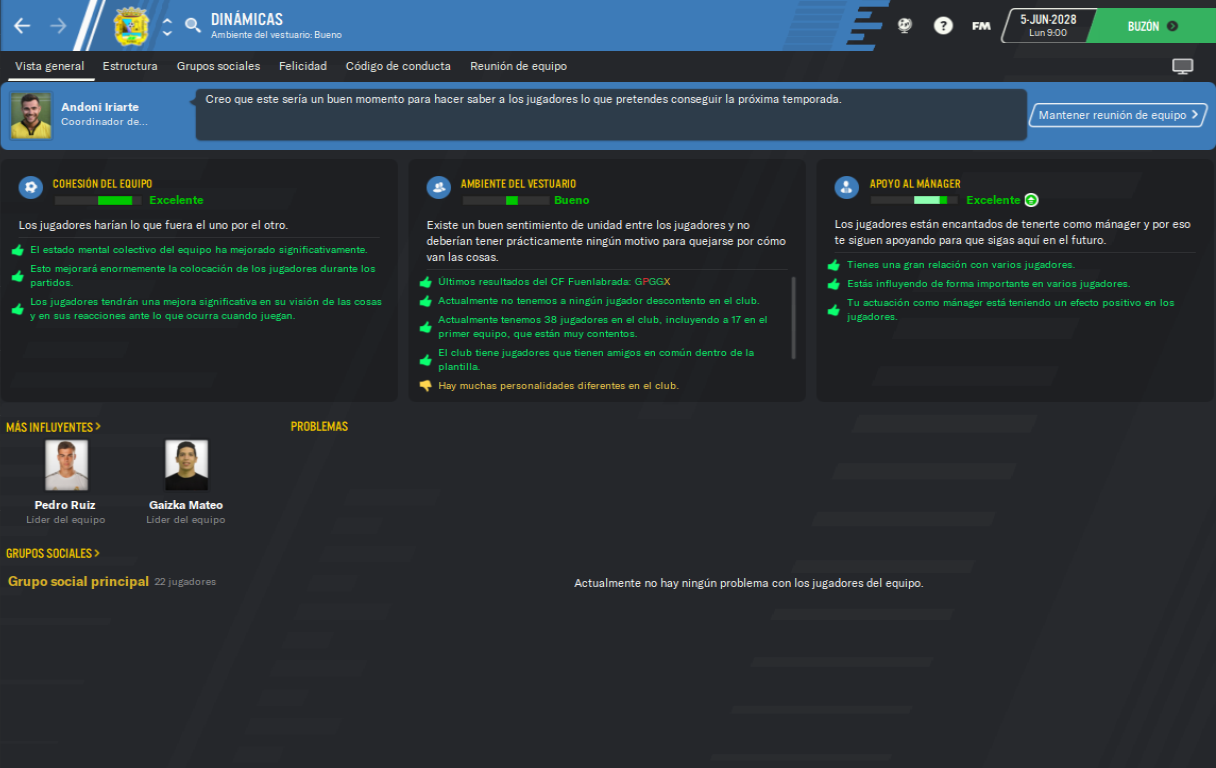 DINÁMICAS
Ambiente del vestuario: Bueno
FM
5-JUN-2028
Lun 9:00
BUZÓN
Vista general Estructura Grupos sociales Felicidad Código de conducta Reunión de equipo
Andoni Iriarte
Coordinador de...
Creo que este sería un buen momento para hacer saber a los jugadores lo que pretendes conseguir la próxima temporada.
Mantener reunión de equipo
COHESIÓN DEL EQUIPO
Excelente
Los jugadores harían lo que fuera el uno por el otro.
El estado mental colectivo del equipo ha mejorado significativamente.
Esto mejorará enormemente la colocación de los jugadores durante los
partidos.
Los jugadores tendrán una mejora significativa en su visión de las cosas
y en sus reacciones ante lo que ocurra cuando juegan.
AMBIENTE DEL VESTUARIO
Bueno
Existe un buen sentimiento de unidad entre los jugadores y no
deberían tener prácticamente ningún motivo para quejarse por cómo
van las cosas.
Últimos resultados del CF Fuenlabrada: GPGGX
Actualmente no tenemos a ningún jugador descontento en el club.
Actualmente tenemos 38 jugadores en el club, incluyendo a 17 en el
primer equipo, que están muy contentos.
El club tiene jugadores que tienen amigos en común dentro de la
plantilla.
Hay muchas personalidades diferentes en el club.
APOYO AL MÁNAGER
Excelente
Los jugadores están encantados de tenerte como mánager y por eso
te siguen apoyando para que sigas aquí en el futuro.
Tienes una gran relación con varios jugadores.
Estás influyendo de forma importante en varios jugadores.
Tu actuación como mánager está teniendo un efecto positivo en los
jugadores.
MÁS INFLUYENTES
Pedro Ruiz
Líder del equipo
Gaizka Mateo
Líder del equipo
GRUPOS SOCIALES
Grupo social principal 22 jugadores
PROBLEMAS
Actualmente no hay ningún problema con los jugadores del equipo.